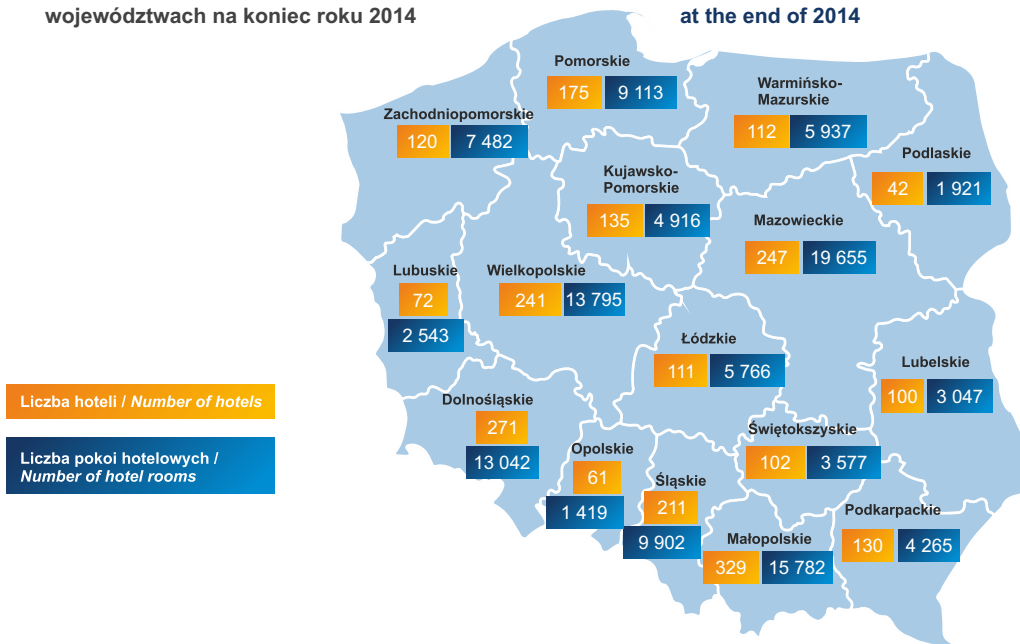 województwach na koniec roku 2014
at the end of 2014
Pomorskie
175 9 113
Warmińsko-
Mazurskie
112 5 937
Zachodniopomorskie
120 7 482
Podlaskie
42 1 921
Kujawsko-
Pomorskie
135 4 916
Mazowieckie
247 19 655
Lubuskie
72
2 543
Wielkopolskie
241 13 795
Łódzkie
111 5 766
Lubelskie
100 3 047
Liczba hoteli / Number of hotels
Dolnośląskie
271
13 042
Świętokszyskie
102 3 577
Liczba pokoi hotelowych /
Number of hotel rooms
Opolskie
61
1 419
Śląskie
211
9 902
Podkarpackie
130 4 265
Małopolskie
329 15 782